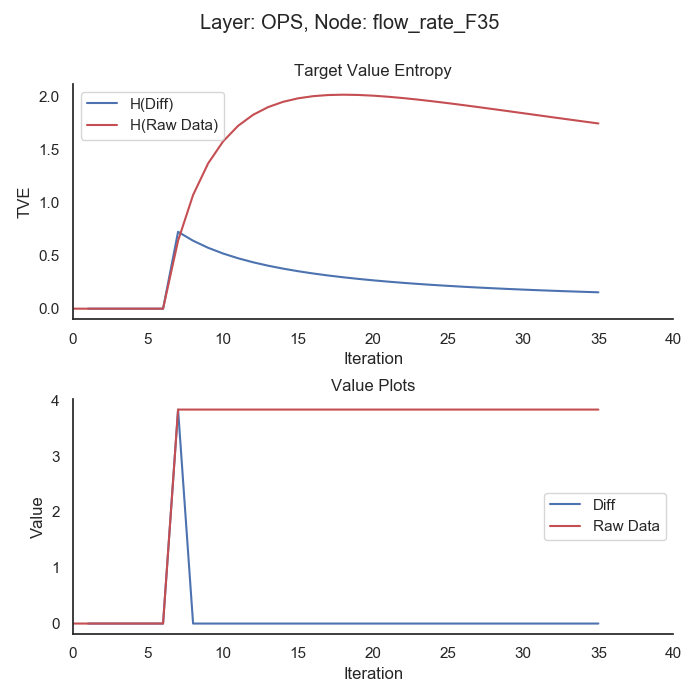 Layer: OPS, Node: flow_rate_F35
Target Value Entropy
H(Diff)
H(Raw Data)
TVE
2.0
1.5
1.0
0.5
0.0
0 5 10 15 20 25 30 35 40
Iteration
Value Plots
Diff
Raw Data
Value
4
3
2
1
0
0 5 10 15 20 25 30 35 40
Iteration